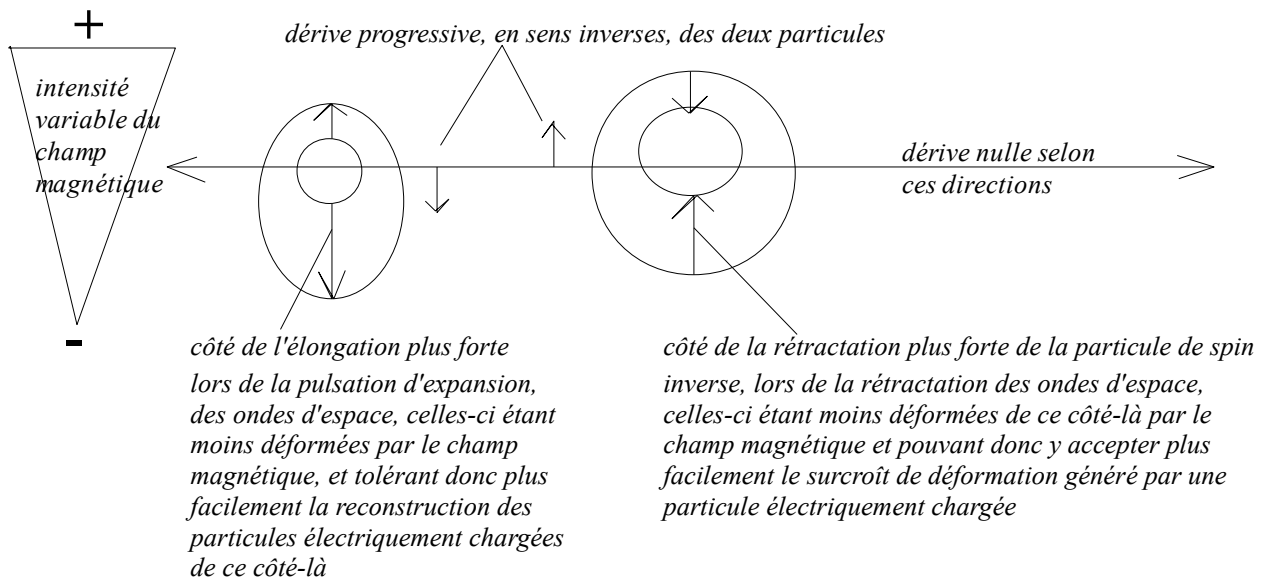 +
dérive progressive, en sens inverses, des deux particules
intensité
variable du
champ
magnétique
dérive nulle selon
ces directions
-
côté de l'élongation plus forte
lors de la pulsation d'expansion,
des ondes d'espace, celles-ci étant
moins déformées par le champ
magnétique, et tolérant donc plus
facilement la reconstruction des
particules électriquement chargées
de ce côté-là
côté de la rétractation plus forte de la particule de spin
inverse, lors de la rétractation des ondes d'espace,
celles-ci étant moins déformées de ce côté-là par le
champ magnétique et pouvant donc y accepter plus
facilement le surcroît de déformation généré par une
particule électriquement chargée